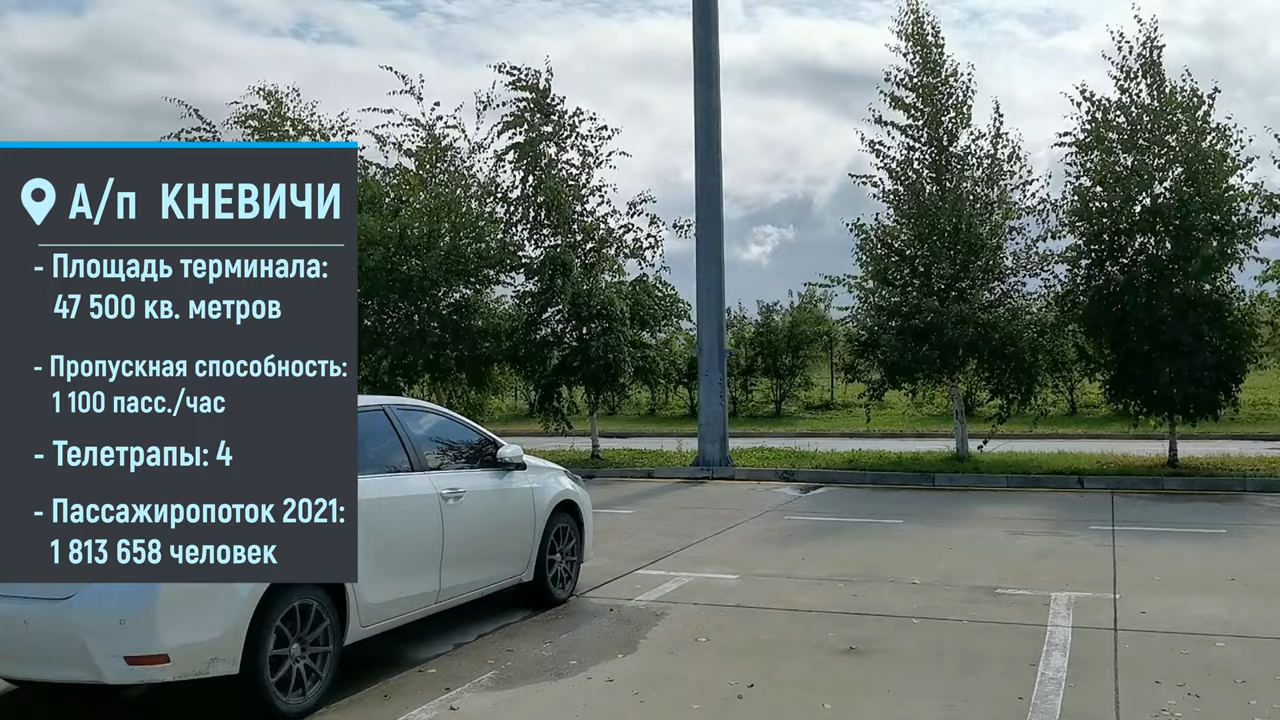 А/п КНЕВИЧИ
- Площадь терминала:
47 500 кв. метров
- Пропускная способность:
1 100 пасс./час
- Телетрапы: 4
- Пассажиропоток 2021:
1 813 658 человек